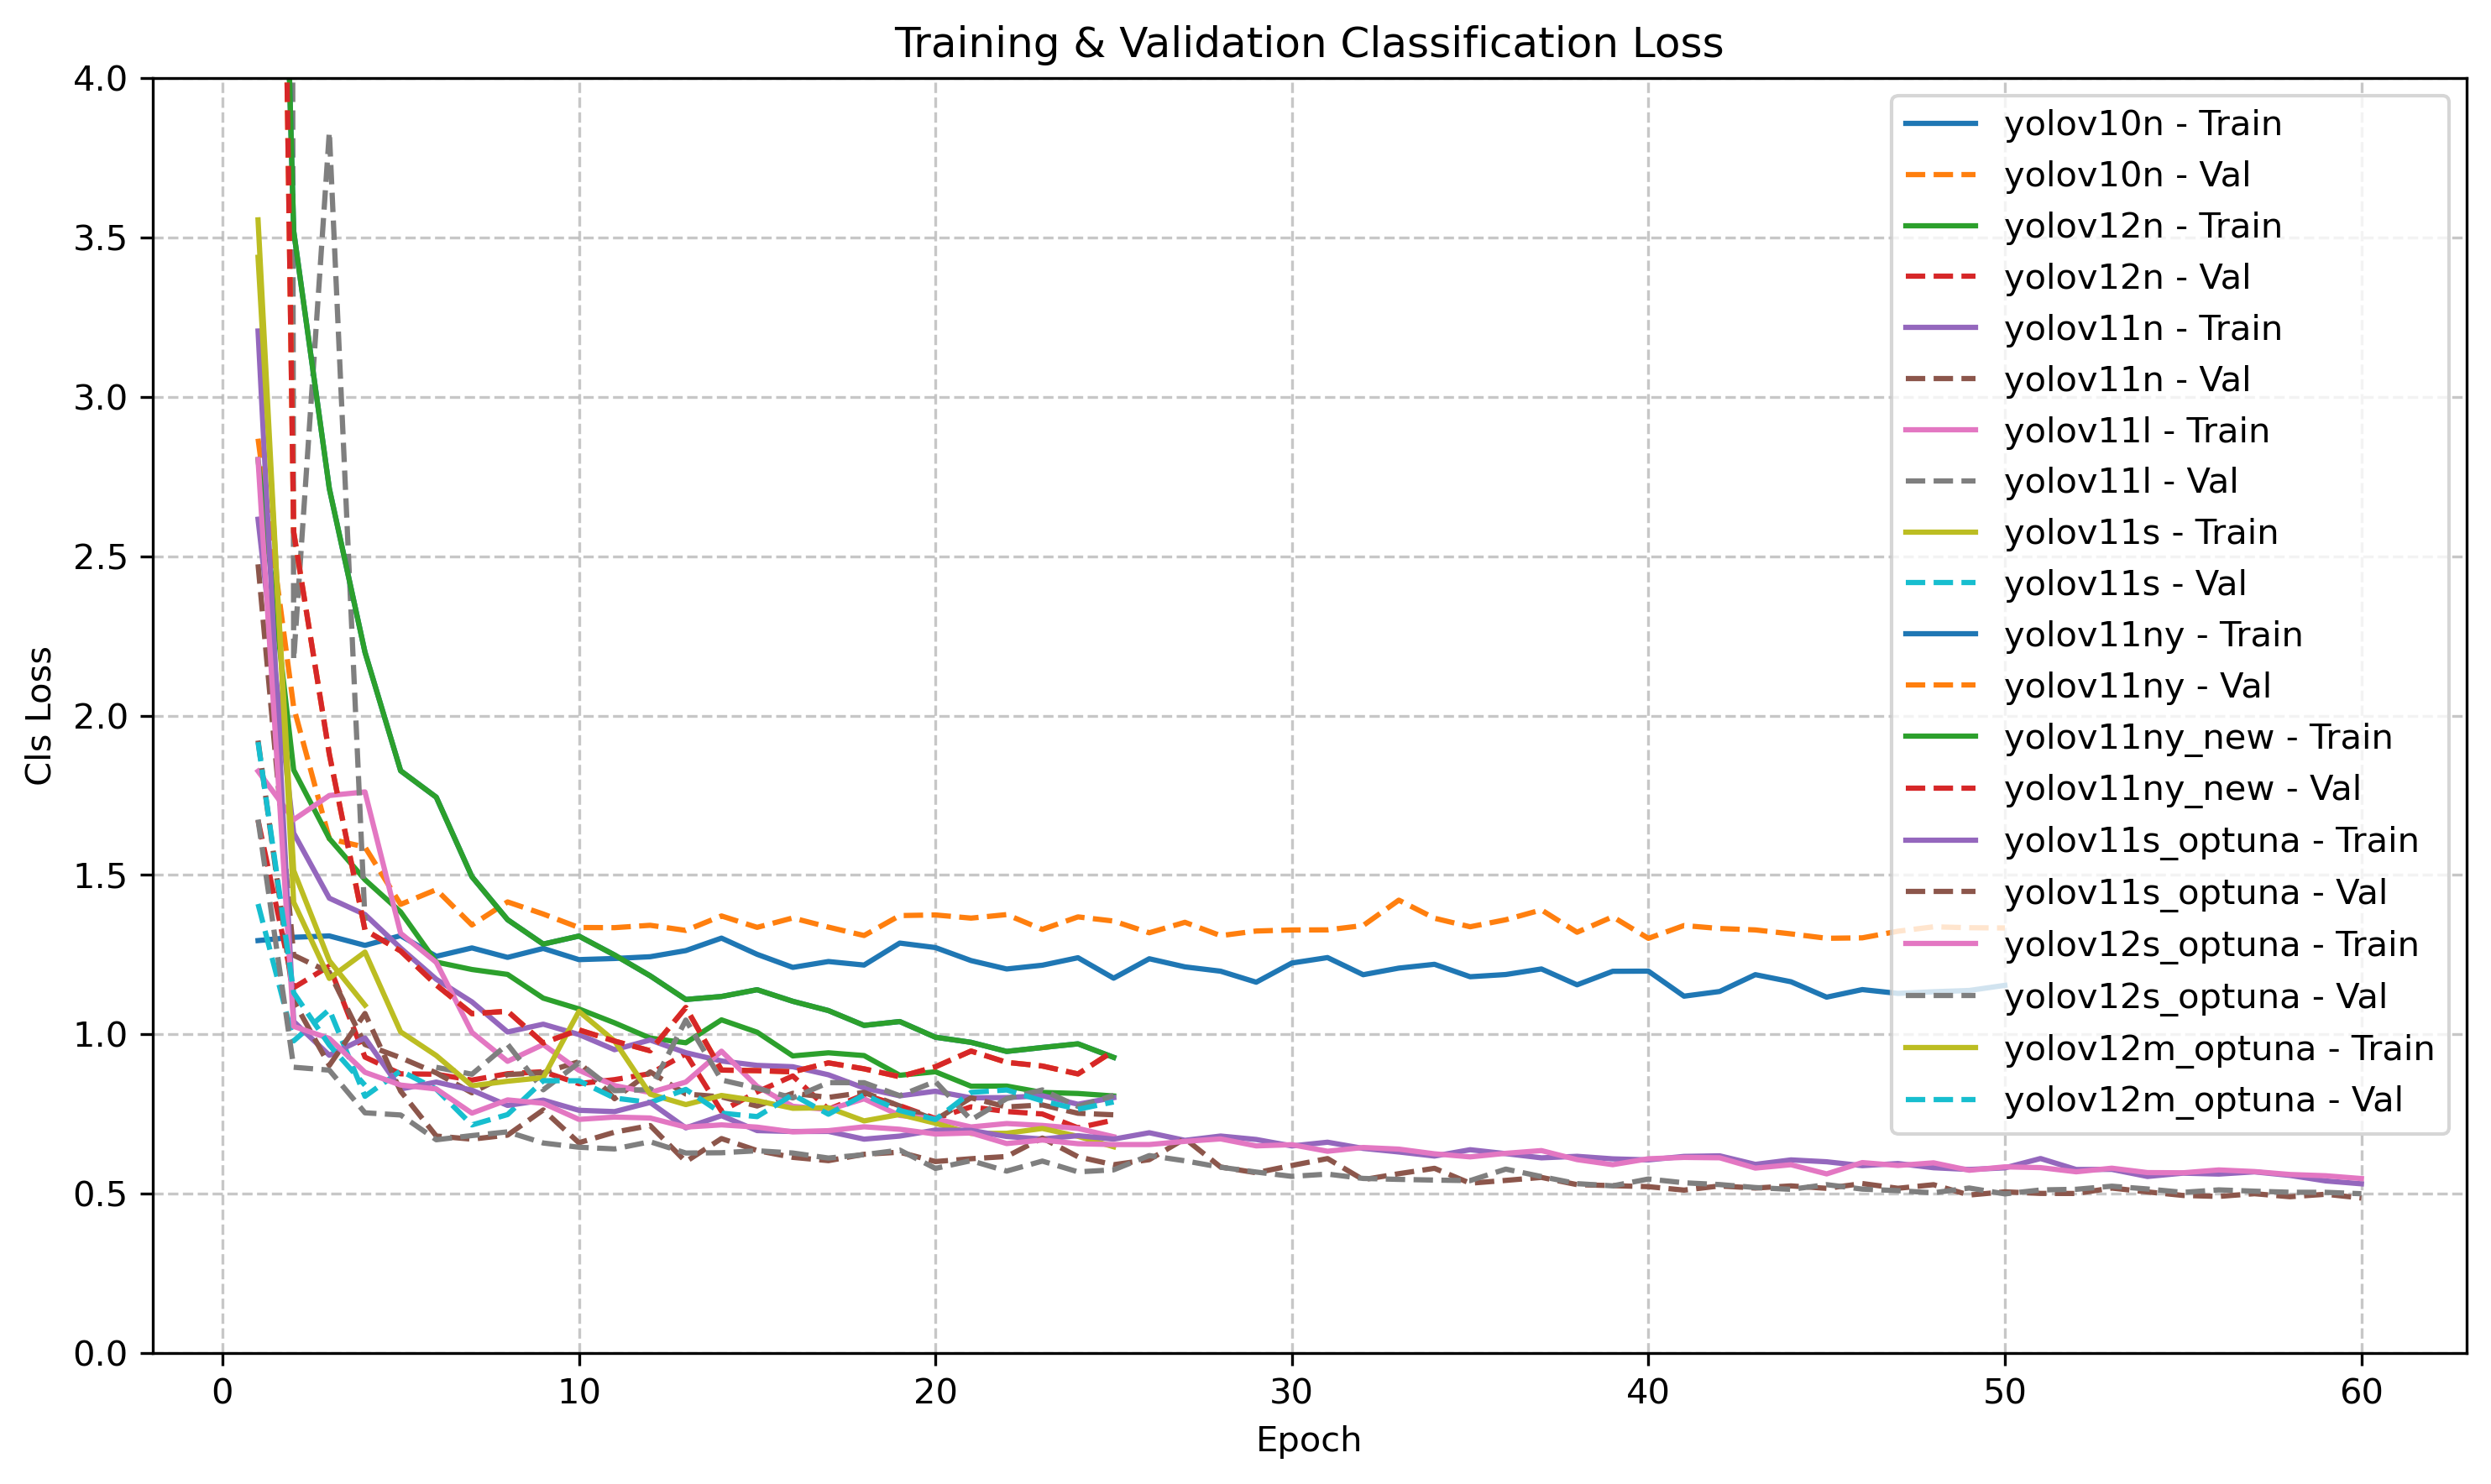 Training & Validation Classification Loss
4.0
3.5
3.0
2.5
2.0
1.5
1.0
0.5
0.0
Cls Loss
0 10 20 30 40 50 60
Epoch
yolov10n - Train
yolov10n - Val
yolov12n - Train
yolov12n - Val
yolov11n - Train
yolov11n - Val
yolov11l - Train
yolov11l - Val
yolov11s - Train
yolov11s - Val
yolov11ny - Train
yolov11ny - Val
yolov11ny_new - Train
yolov11ny_new - Val
yolov11s_optuna - Train
yolov11s_optuna - Val
yolov12s_optuna - Train
yolov12s_optuna - Val
yolov12m_optuna - Train
yolov12m_optuna - Val